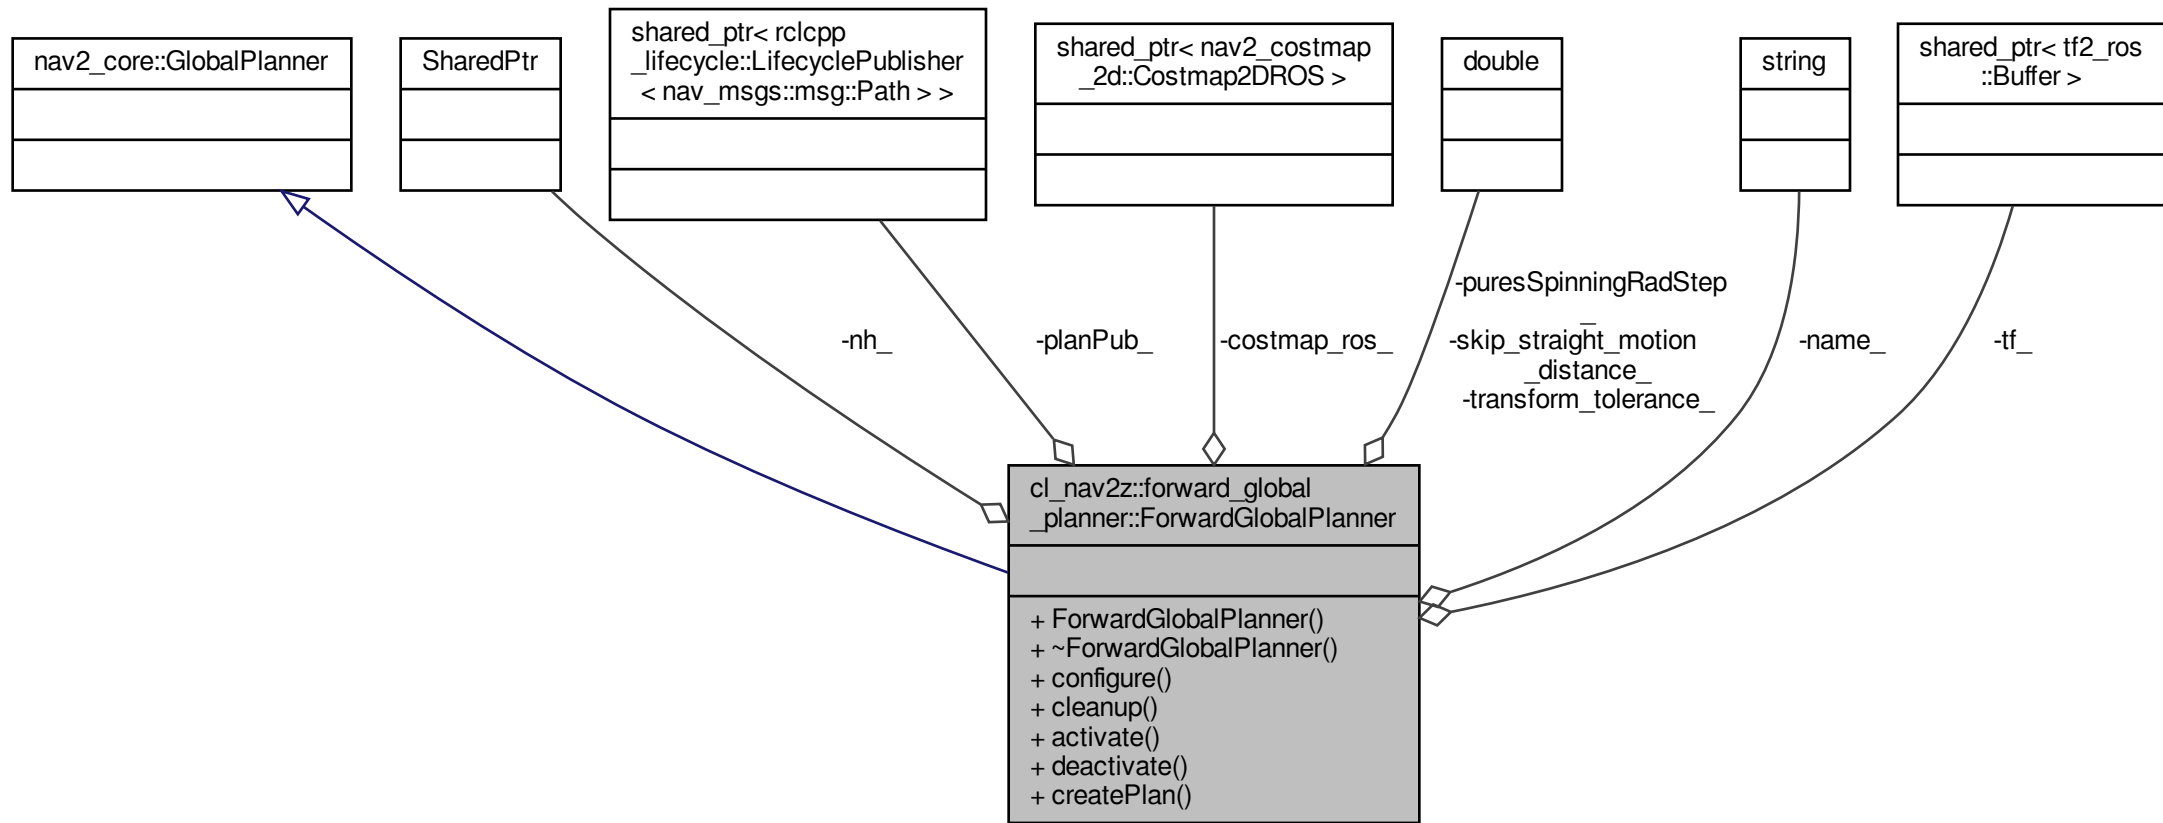 nav2_core::GlobalPlanner
SharedPtr
shared_ptr< rclcpp
_lifecycle::LifecyclePublisher
< nav_msgs::msg::Path > >
shared_ptr< nav2_costmap
_2d::Costmap2DROS >
double
string
shared_ptr< tf2_ros
::Buffer >
-nh_
-planPub_
-costmap_ros_
-puresSpinningRadStep
_
-skip_straight_motion
_distance_
-transform_tolerance_
-name_
-tf_
cl_nav2z::forward_global
_planner::ForwardGlobalPlanner
+ ForwardGlobalPlanner()
+ ~ForwardGlobalPlanner()
+ configure()
+ cleanup()
+ activate()
+ deactivate()
+ createPlan()